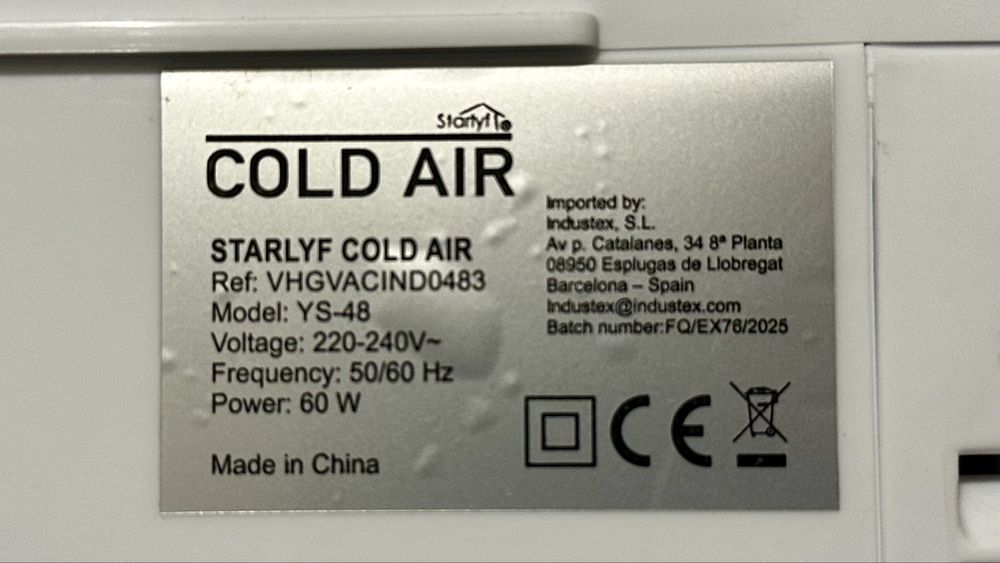 Starlyf
COLD AIR
STARLYF COLD AIR
Ref: VHGVACIND0483
Model: YS-48
Voltage: 220-240V~
Frequency: 50/60 Hz
Power: 60 W
Made in China
Imported by:
Industex, S.L.
Av p. Catalanes, 34 8ª Planta
08950 Esplugas de Llobregat
Barcelona – Spain
Industex@industex.com
Batch number:FQ/EX76/2025
CE